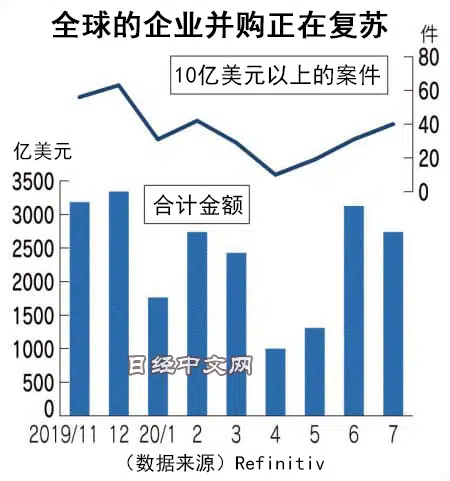 全球的企业并购正在复苏
件
10亿美元以上的案件
80
60
40
20
0
亿美元
合计金额
3500
3000
2500
2000
1500
1000
500
0
日经中文网
2019/11 12 20/1 2 3 4 5 6 7
（数据来源）Refinitiv